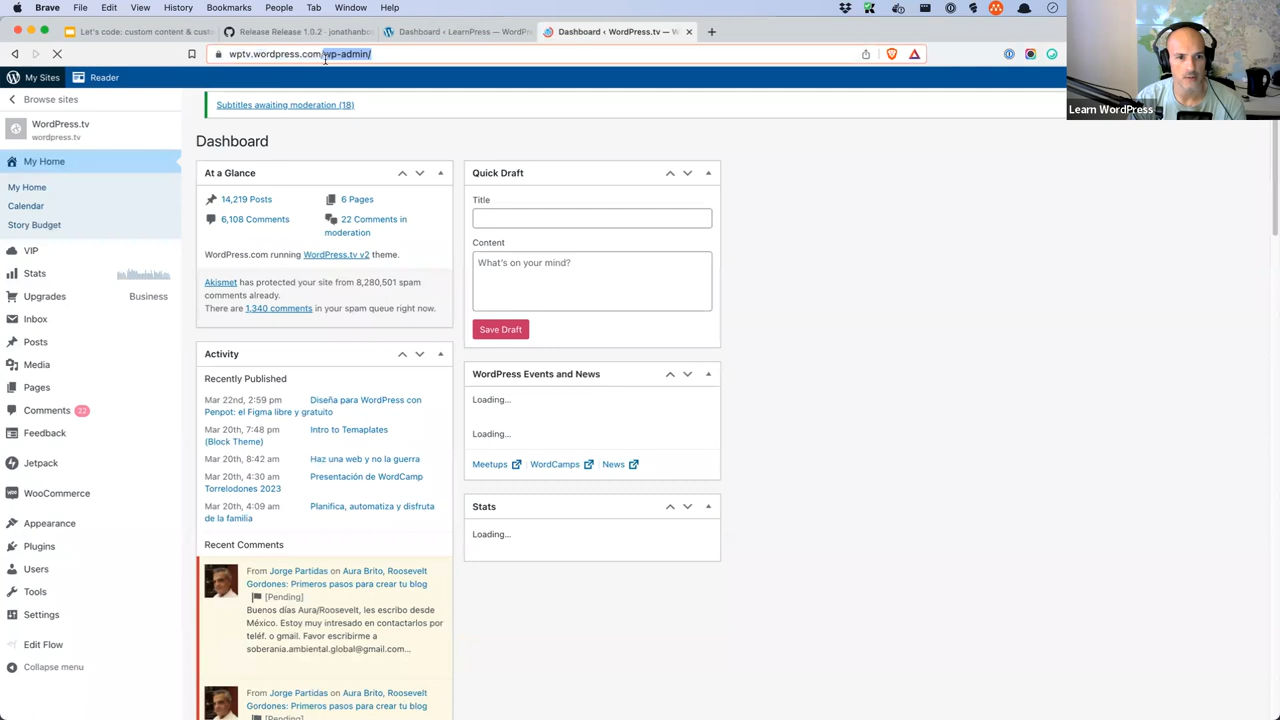 Brave File Edit View History Bookmarks People Tab Window Help
Let's code: custom content & cust
Release Release 1.0.2 · jonathanbos
Dashboard ‹ LearnPress — WordPr
Dashboard ‹ WordPress.tv — W
wptv.wordpress.com/wp-admin/
My Sites
Reader
Learn WordPress
Browse sites
WordPress.tv
wordpress.tv
My Home
My Home
Calendar
Story Budget
VIP
Stats
Upgrades Business
Inbox
Posts
Media
Pages
Comments 22
Feedback
Jetpack
WooCommerce
Appearance
Plugins
Users
Tools
Settings
Edit Flow
Collapse menu
Subtitles awaiting moderation (18)
Dashboard
At a Glance
14,219 Posts
6 Pages
6,108 Comments
22 Comments in
moderation
WordPress.com running WordPress.tv v2 theme.
Akismet has protected your site from 8,280,501 spam
comments already.
There are 1,340 comments in your spam queue right now.
Activity
Recently Published
Mar 22nd, 2:59 pm Diseña para WordPress con
Penpot: el Figma libre y gratuito
Mar 20th, 7:48 pm Intro to Temaplates
(Block Theme)
Mar 20th, 8:42 am Haz una web y no la guerra
Mar 20th, 4:30 am Presentación de WordCamp
Torrelodones 2023
Mar 20th, 4:09 am Planifica, automatiza y disfruta
de la familia
Recent Comments
From Jorge Partidas on Aura Brito, Roosevelt
Gordones: Primeros pasos para crear tu blog
[Pending]
Buenos días Aura/Roosevelt, les escribo desde
México. Estoy muy intresado en contactarlos por
teléf. o gmail. Favor escribirme a
soberania.ambiental.global@gmail.com...
From Jorge Partidas on Aura Brito, Roosevelt
Gordones: Primeros pasos para crear tu blog
[Pending]
Quick Draft
Title
Content
What's on your mind?
Save Draft
WordPress Events and News
Loading...
Loading...
Meetups
WordCamps
News
Stats
Loading...